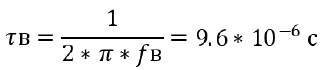 τв = 1 / (2 * π * fв) = 9.6 * 10⁻⁶ с